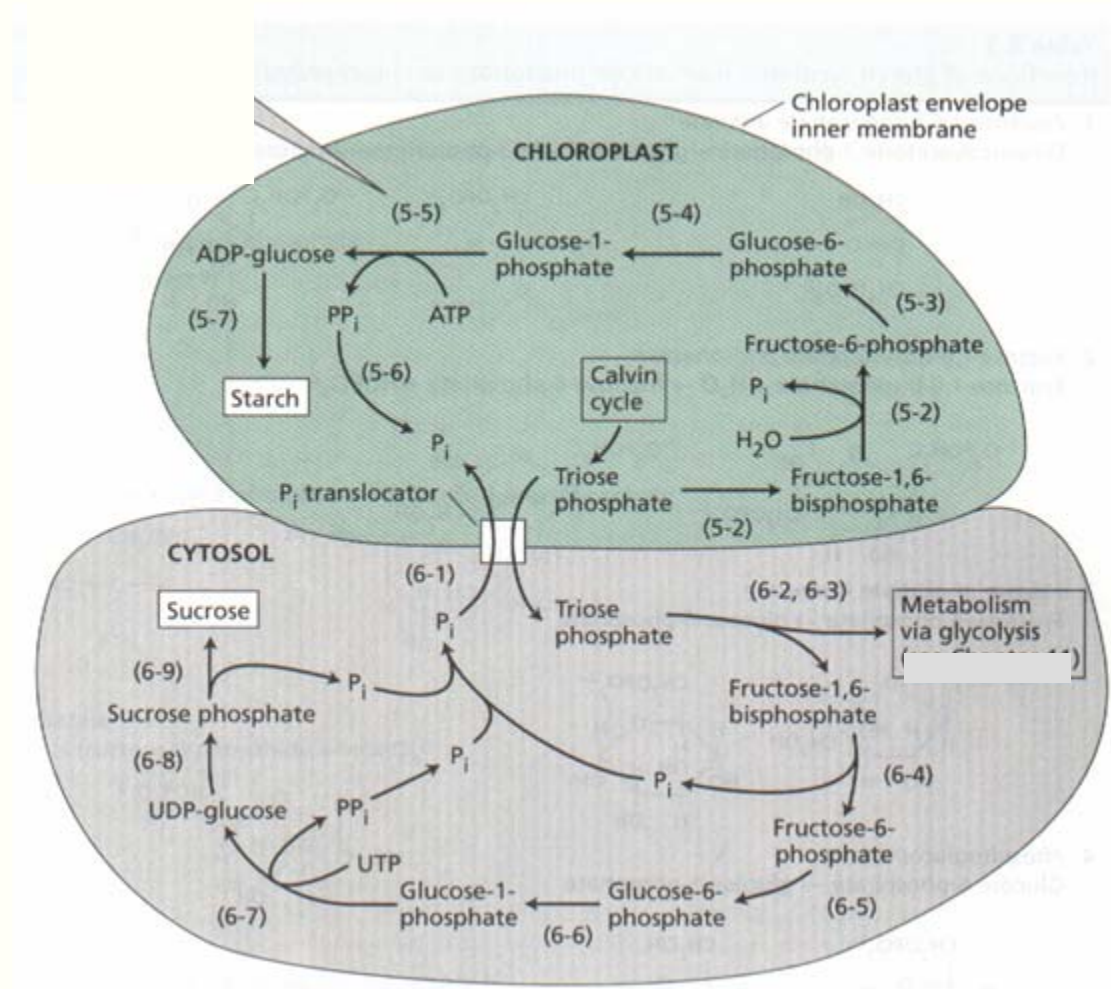 Chloroplast envelope
inner membrane
CHLOROPLAST
(5-5)
(5-4)
ADP-glucose
Glucose-1-
phosphate
Glucose-6-
phosphate
(5-7)
PPi
ATP
(5-3)
Fructose-6-phosphate
(5-6)
Starch
Calvin
cycle
Pi
(5-2)
H2O
Pi
Pi translocator
Triose
phosphate
Fructose-1,6-
bisphosphate
(5-2)
CYTOSOL
(6-1)
Sucrose
Pi
Triose
phosphate
(6-2, 6-3)
Metabolism
via glycolysis
(6-9)
Pi
Sucrose phosphate
Fructose-1,6-
bisphosphate
(6-8)
Pi
Pi
(6-4)
UDP-glucose
PPi
Fructose-6-
phosphate
UTP
(6-7)
Glucose-1-
phosphate
(6-6)
Glucose-6-
phosphate
(6-5)